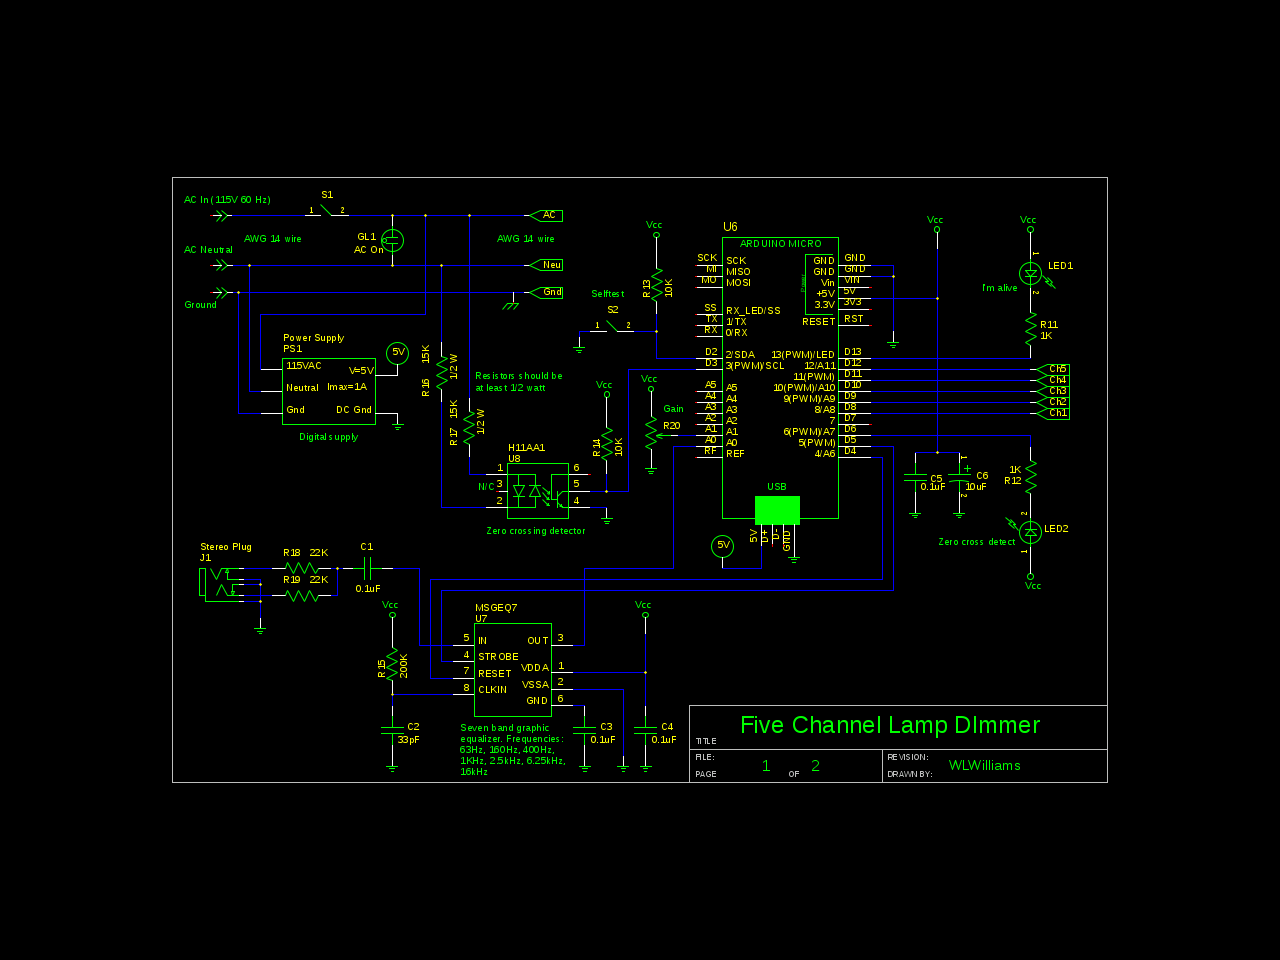 AC In (115V 60 Hz)
S1
1
2
AC
AWG 14 wire
GL1
AC On
AWG 14 wire
AC Neutral
Neu
Ground
Gnd
Power Supply
PS1
115VAC
V=5V
Neutral
Imax=1A
Gnd
DC Gnd
5V
Digital supply
R16
15K
1/2 W
R17
15K
1/2 W
Resistors should be
at least 1/2 watt
Selftest
S2
1
2
Vcc
R13
10K
Vcc
R14
10K
Vcc
Gain
R20
H11AA1
U8
1
3
2
6
5
4
N/C
Zero crossing detector
U6
ARDUINO MICRO
SCK
MI
MO
SS
TX
RX
D2
D3
A5
A4
A3
A2
A1
A0
RF
SCK
MISO
MOSI
RX_LED/SS
1/TX
0/RX
2/SDA
3(PWM)/SCL
A5
A4
A3
A2
A1
A0
REF
Power
GND
GND
Vin
+5V
3.3V
RESET
13(PWM)/LED
12/A11
11(PWM)
10(PWM)/A10
9(PWM)/A9
8/A8
7
6(PWM)/A7
5(PWM)
4/A6
GND
GND
VIN
5V
3V3
RST
D13
D12
D11
D10
D9
D8
D7
D6
D5
D4
USB
5V
D+
D-
GND
5V
Vcc
Vcc
1
LED1
2
I'm alive
R11
1K
Ch5
Ch4
Ch3
Ch2
Ch1
C5
0.1uF
1
+
C6
10uF
2
1K
R12
2
LED2
1
Zero cross detect
Vcc
Stereo Plug
J1
R18 22K
R19 22K
C1
0.1uF
Vcc
R15
200K
C2
33pF
MSGEQ7
U7
5
4
7
8
IN
STROBE
RESET
CLKIN
OUT
VDDA
VSSA
GND
3
1
2
6
Seven band graphic
equalizer. Frequencies:
63Hz, 160Hz, 400Hz,
1KHz, 2.5kHz, 6.25kHz,
16kHz
Vcc
C3
0.1uF
C4
0.1uF
Five Channel Lamp DImmer
TITLE
FILE:
REVISION:
PAGE
1
OF
2
DRAWN BY:
WLWilliams